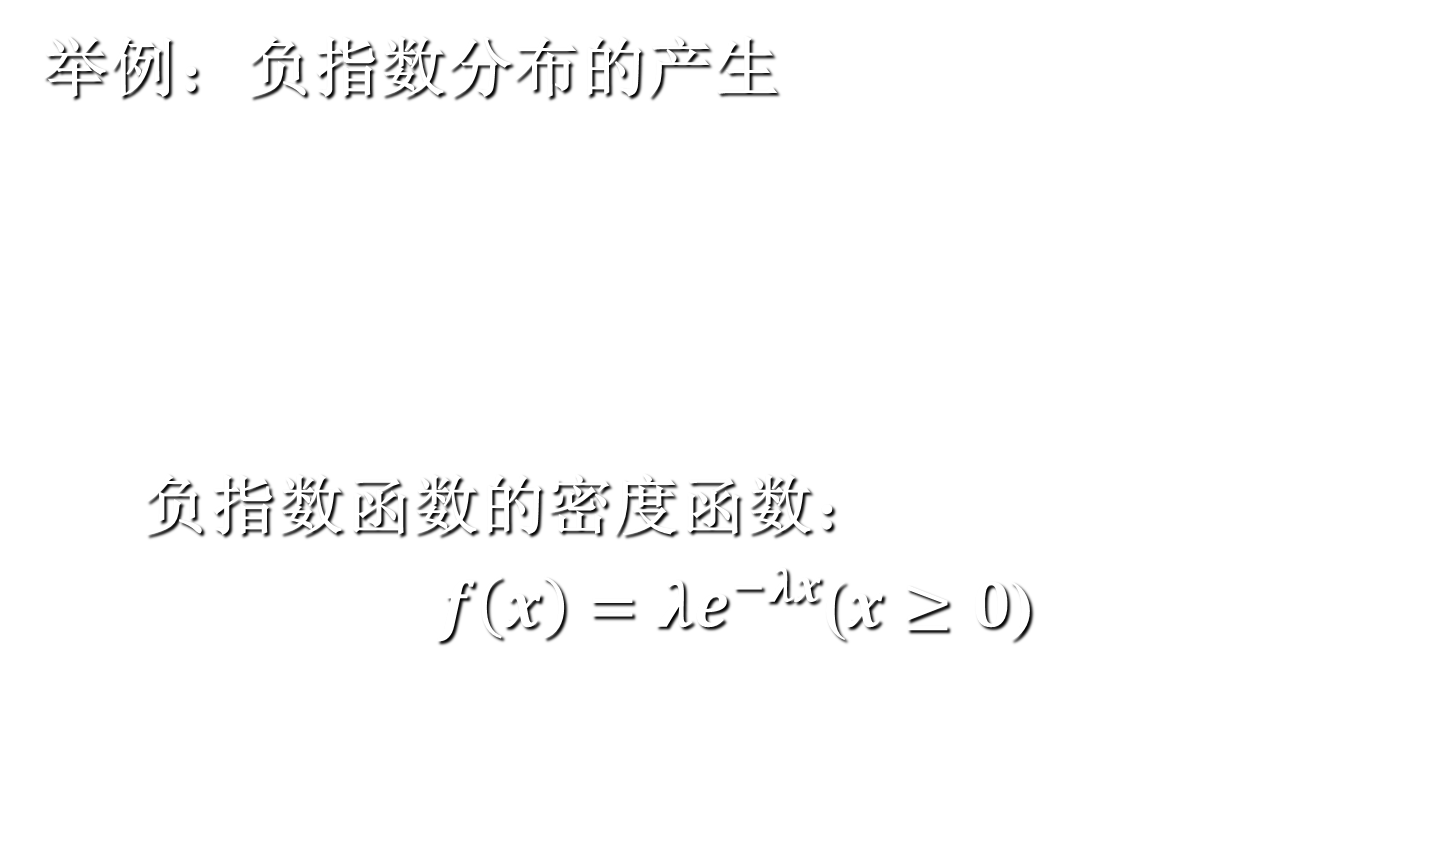 举例：负指数分布的产生
负指数函数的密度函数：
f(x) = λe^{−λx}(x ≥ 0)